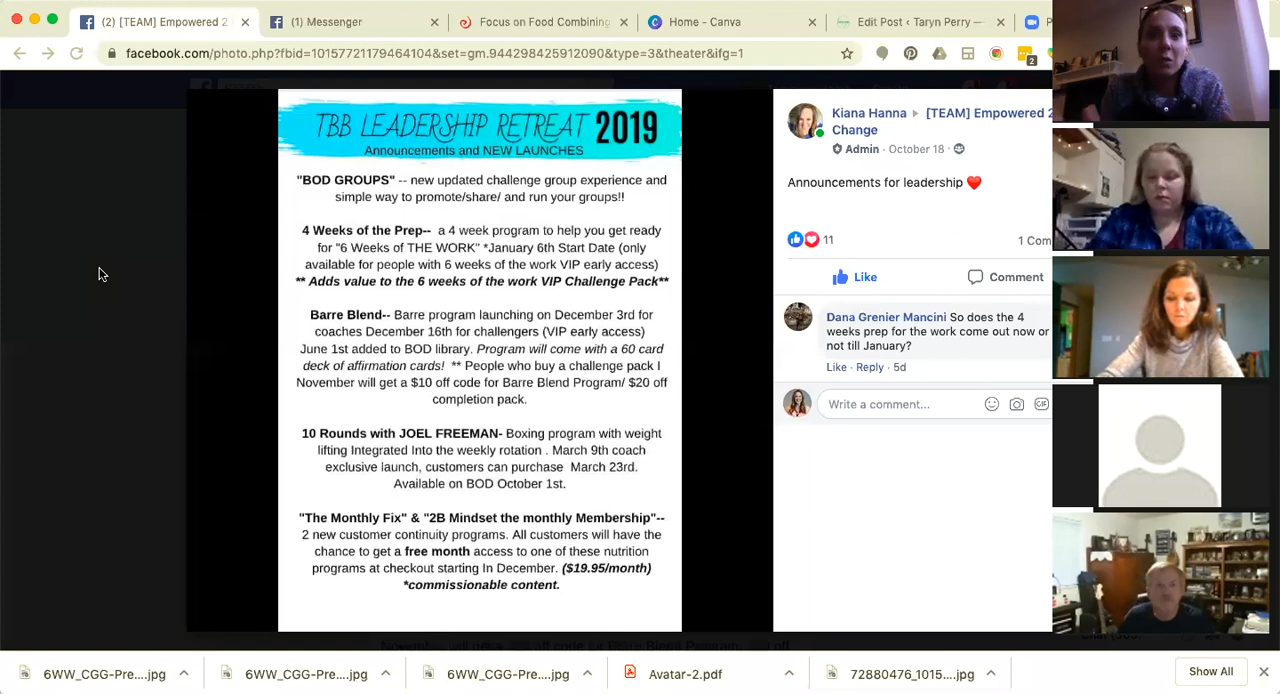 (2) [TEAM] Empowered 2
(1) Messenger
Focus on Food Combining
Home – Canva
Edit Post ‹ Taryn Perry —
P
facebook.com/photo.php?fbid=10157721179464104&set=gm.944298425912090&type=3&theater&ifg=1
2
TBB LEADERSHIP RETREAT 2019
Announcements and NEW LAUNCHES
"BOD GROUPS" -- new updated challenge group experience and
simple way to promote/share/ and run your groups!!
4 Weeks of the Prep-- a 4 week program to help you get ready
for "6 Weeks of THE WORK" *January 6th Start Date (only
available for people with 6 weeks of the work VIP early access)
** Adds value to the 6 weeks of the work VIP Challenge Pack**
Barre Blend-- Barre program launching on December 3rd for
coaches December 16th for challengers (VIP early access)
June 1st added to BOD library. Program will come with a 60 card
deck of affirmation cards! ** People who buy a challenge pack I
November will get a $10 off code for Barre Blend Program/ $20 off
completion pack.
10 Rounds with JOEL FREEMAN- Boxing program with weight
lifting Integrated Into the weekly rotation . March 9th coach
exclusive launch, customers can purchase March 23rd.
Available on BOD October 1st.
"The Monthly Fix" & "2B Mindset the monthly Membership"--
2 new customer continuity programs. All customers will have the
chance to get a free month access to one of these nutrition
programs at checkout starting In December. ($19.95/month)
*commissionable content.
Kiana Hanna ▸ [TEAM] Empowered 2
Change
Admin · October 18 ·
Announcements for leadership ❤️
11
1 Com
Like
Comment
Dana Grenier Mancini So does the 4
weeks prep for the work come out now or
not till January?
Like · Reply · 5d
Write a comment...
GIF
6WW_CGG-Pre....jpg
6WW_CGG-Pre....jpg
6WW_CGG-Pre....jpg
Avatar-2.pdf
72880476_1015....jpg
Show All